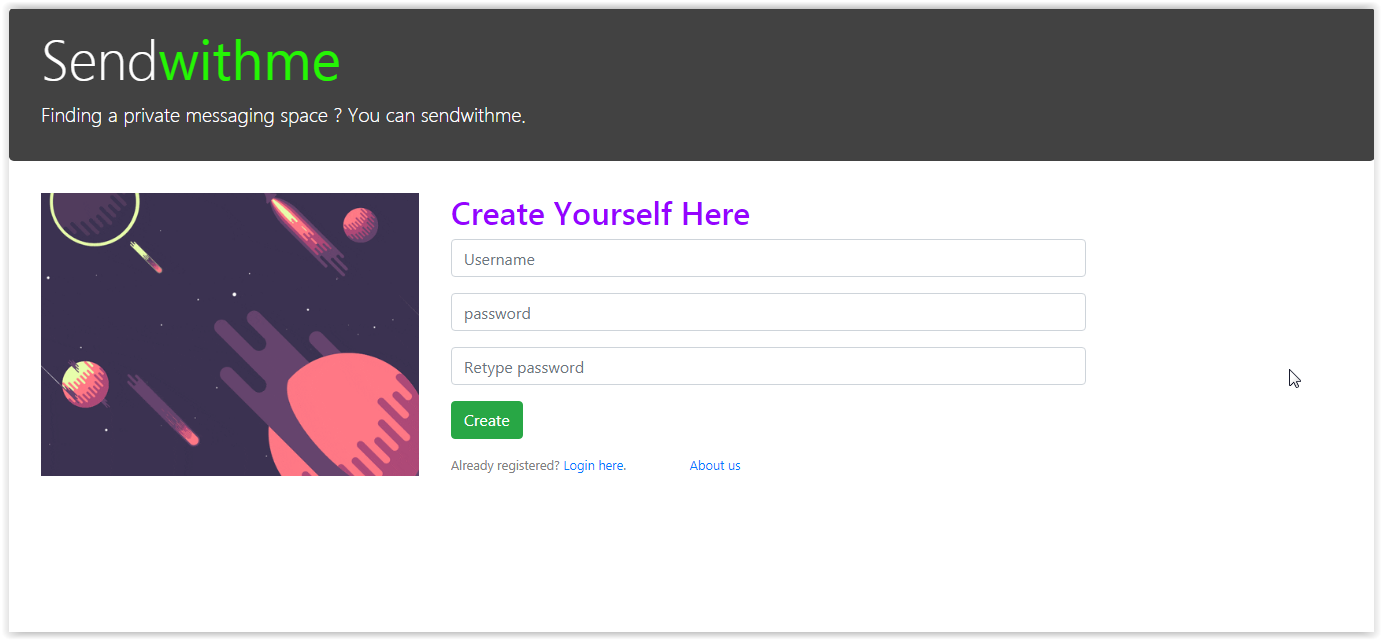 Sendwithme
Finding a private messaging space ? You can sendwithme.
Create Yourself Here
Username
password
Retype password
Create
Already registered? Login here. About us